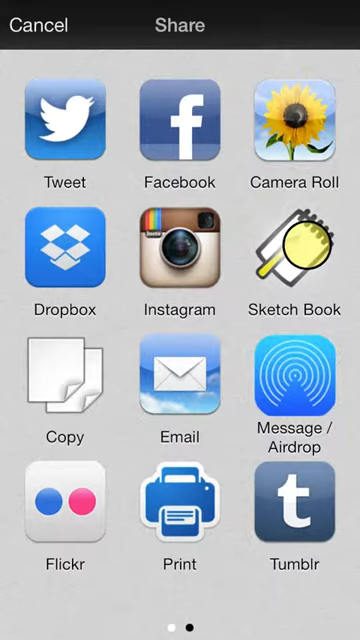 Cancel Share
Tweet Facebook Camera Roll
Dropbox Instagram Sketch Book
Copy Email Message /
Airdrop
Flickr Print Tumblr